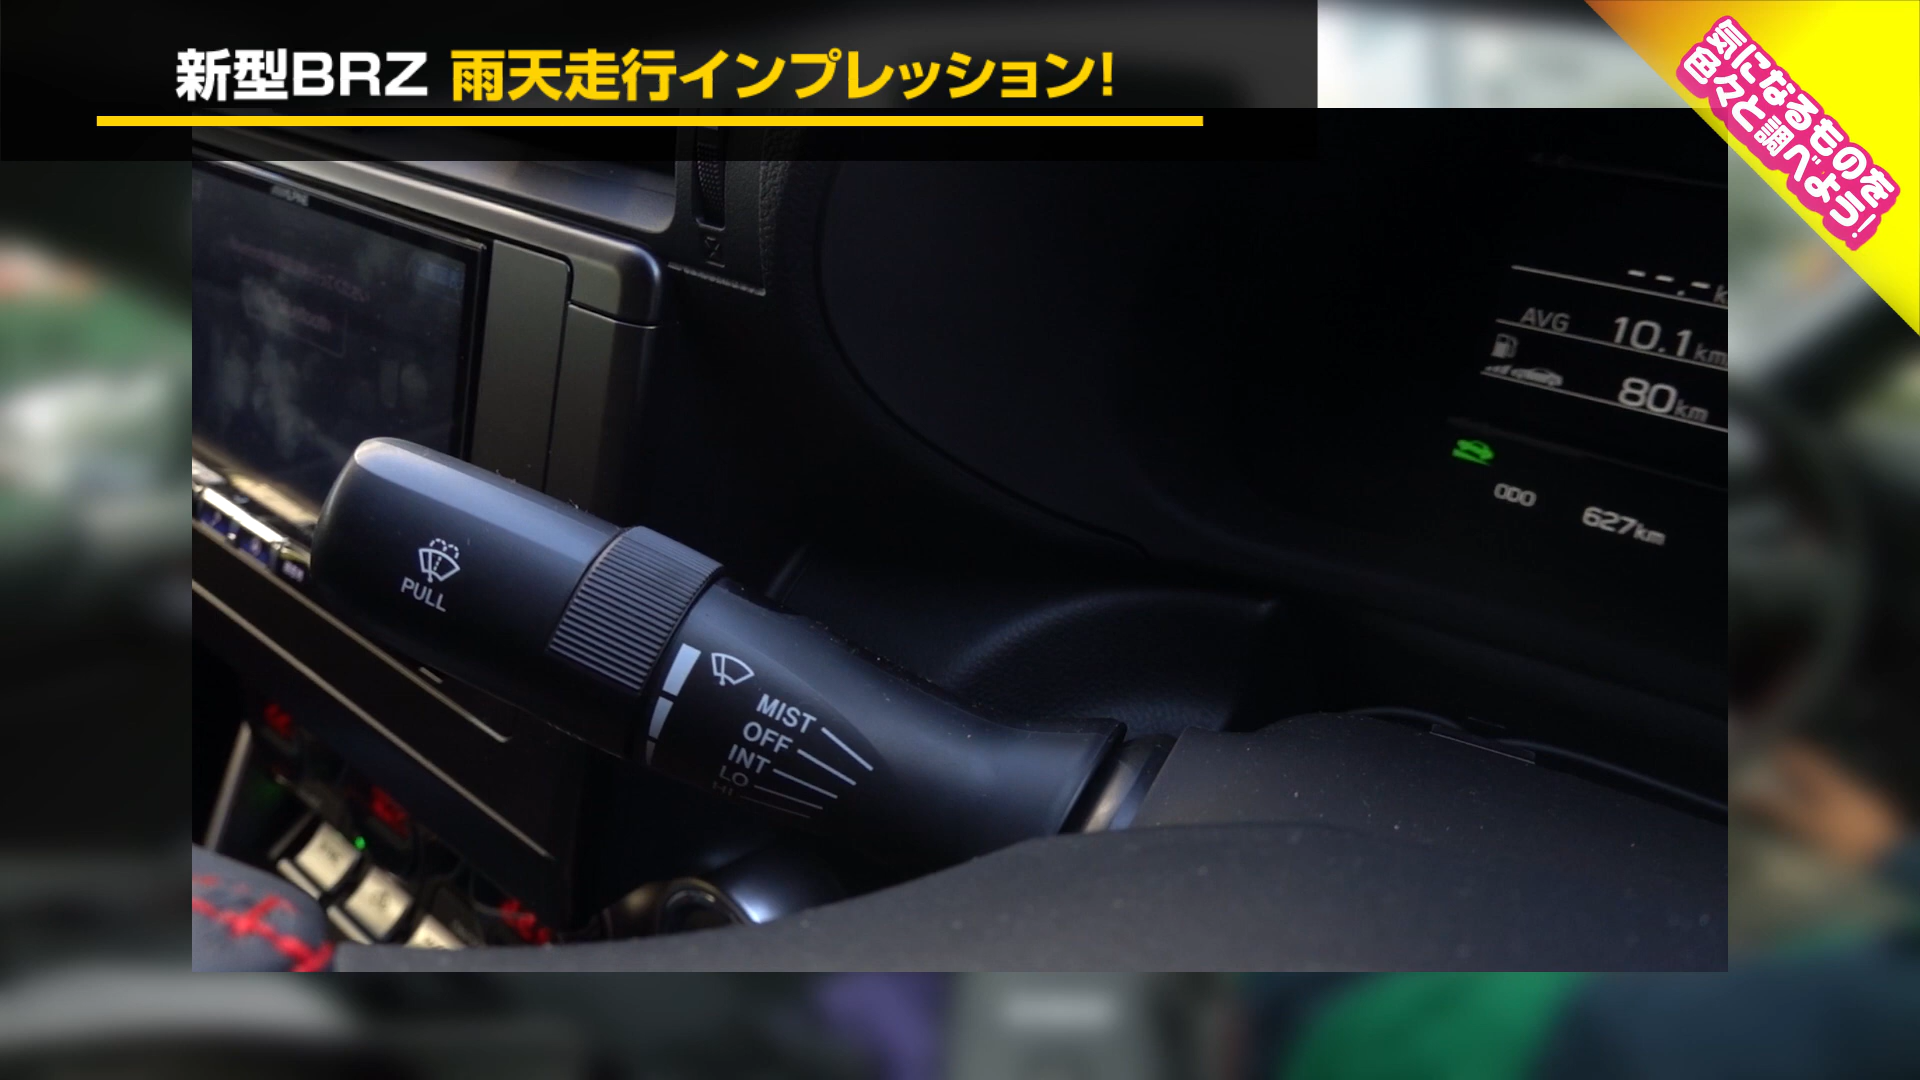 新型BRZ 雨天走行インプレッション!
気になるものを
色々と調べよう!
--.-k
AVG 10.1km
80km
ODO 627km
PULL
MIST
OFF
INT
LO
HI